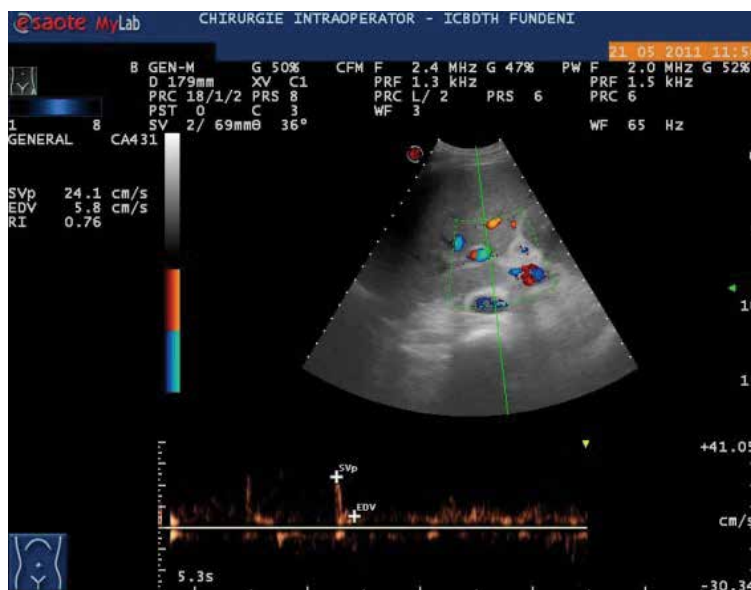 esaote MyLab
CHIRURGIE INTRAOPERATOR - ICBDTH FUNDENI
21 05 2011 11:5
B GEN-M G 50% CFM F 2.4 MHz G 47% PW F 2.0 MHz G 52%
D 179mm XV C1 PRF 1.3 kHz PRF 1.5 kHz
PRC 18/1/2 PRS 8 PRC L/ 2 PRS 6 PRC 6
PST 0 C 3 WF 3
SV 2/ 69mmθ 36° WF 65 Hz
1 8
GENERAL CA431
SVp 24.1 cm/s
EDV 5.8 cm/s
RI 0.76
SVp
EDV
+41.05
cm/s
5.3s
-30.34